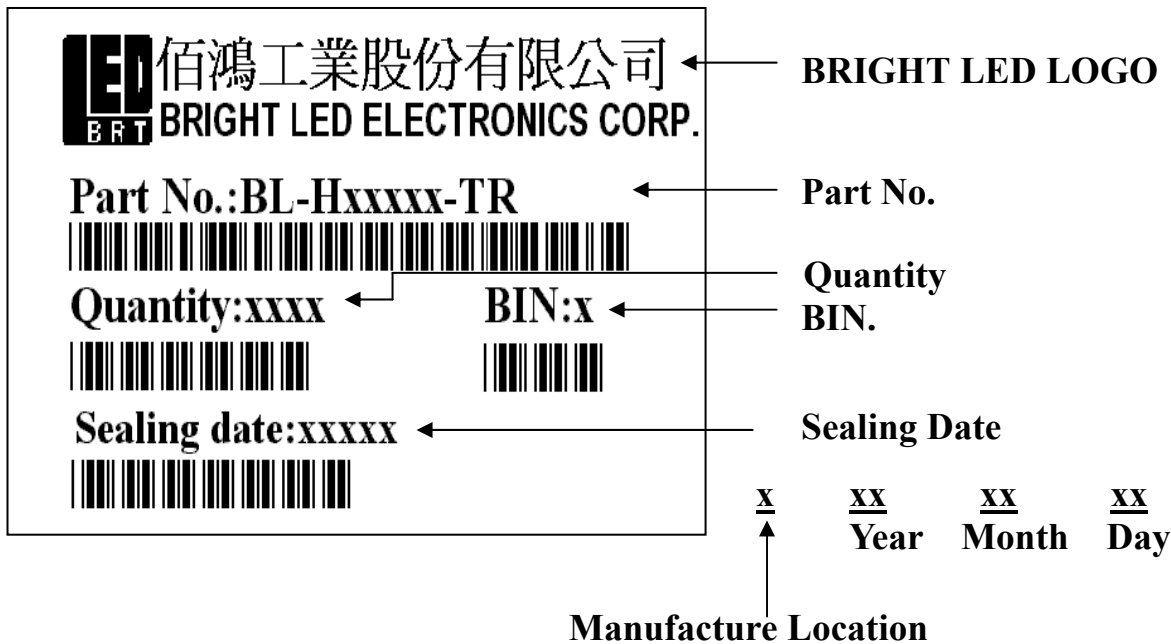 佰鴻工業股份有限公司
BRT BRIGHT LED ELECTRONICS CORP.
BRIGHT LED LOGO
Part No.:BL-Hxxxxx-TR
Part No.
Quantity:xxxx
BIN:x
Quantity
BIN.
Sealing date:xxxxx
Sealing Date
x xx xx xx
Year Month Day
Manufacture Location